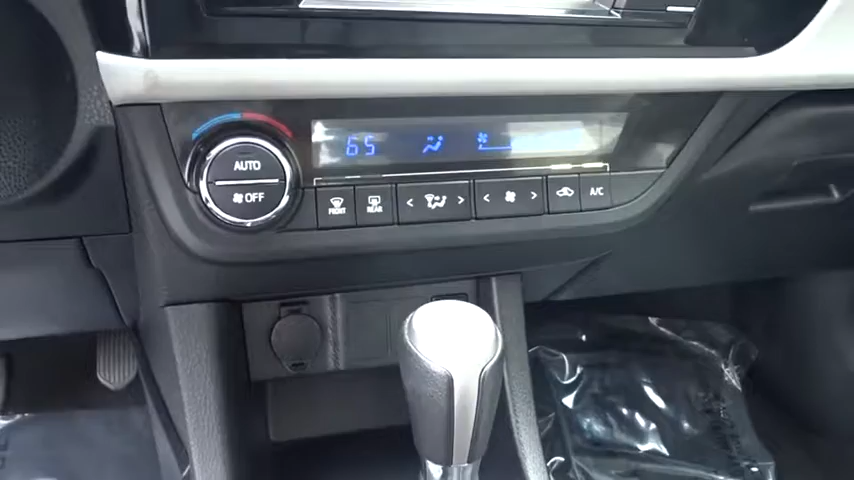 65
AUTO
OFF
FRONT
REAR
< >
< >
A/C